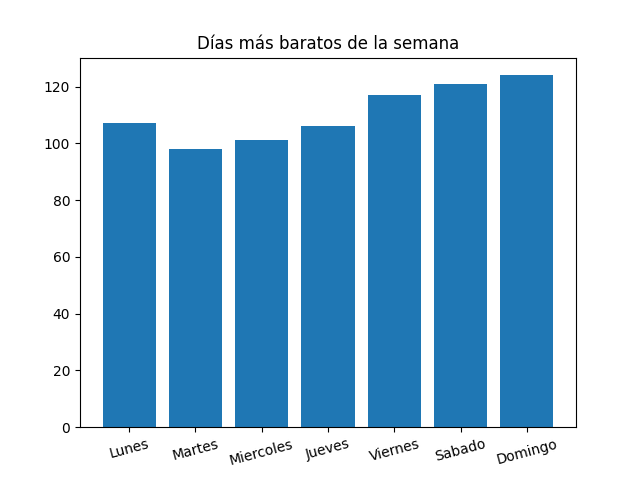 Días más baratos de la semana
120
100
80
60
40
20
0
Lunes
Martes
Miercoles
Jueves
Viernes
Sabado
Domingo